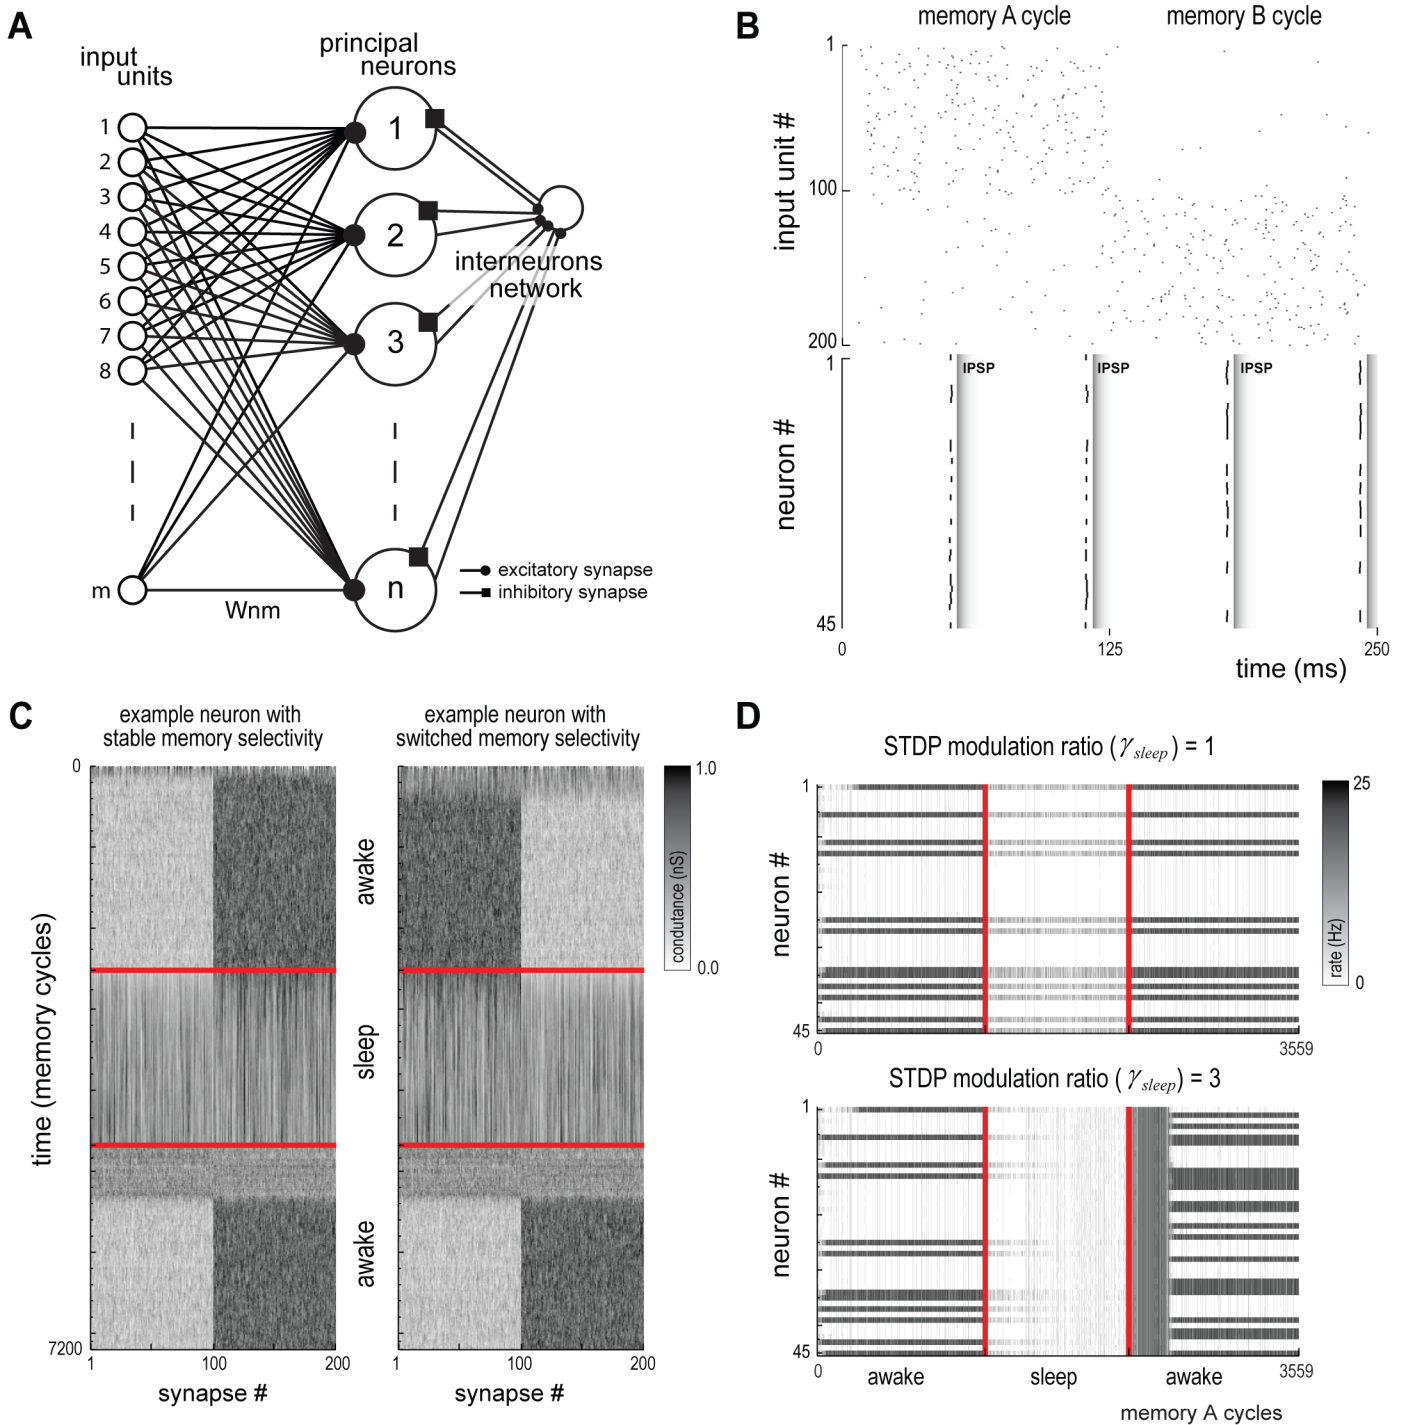 A
input
units
principal
neurons
1
2
3
4
5
6
7
8
m
1
2
3
n
interneurons
network
Wnm
excitatory synapse
inhibitory synapse
B
memory A cycle
memory B cycle
input unit #
1
100
200
neuron #
1
45
IPSP
IPSP
IPSP
0
125
250
time (ms)
C
example neuron with
stable memory selectivity
example neuron with
switched memory selectivity
time (memory cycles)
0
7200
awake
sleep
awake
1.0
condutance (nS)
0.0
1
100
200
1
100
200
synapse #
synapse #
D
STDP modulation ratio (γsleep) = 1
neuron #
1
45
0
3559
25
rate (Hz)
0
STDP modulation ratio (γsleep) = 3
neuron #
1
45
0
3559
awake
sleep
awake
memory A cycles